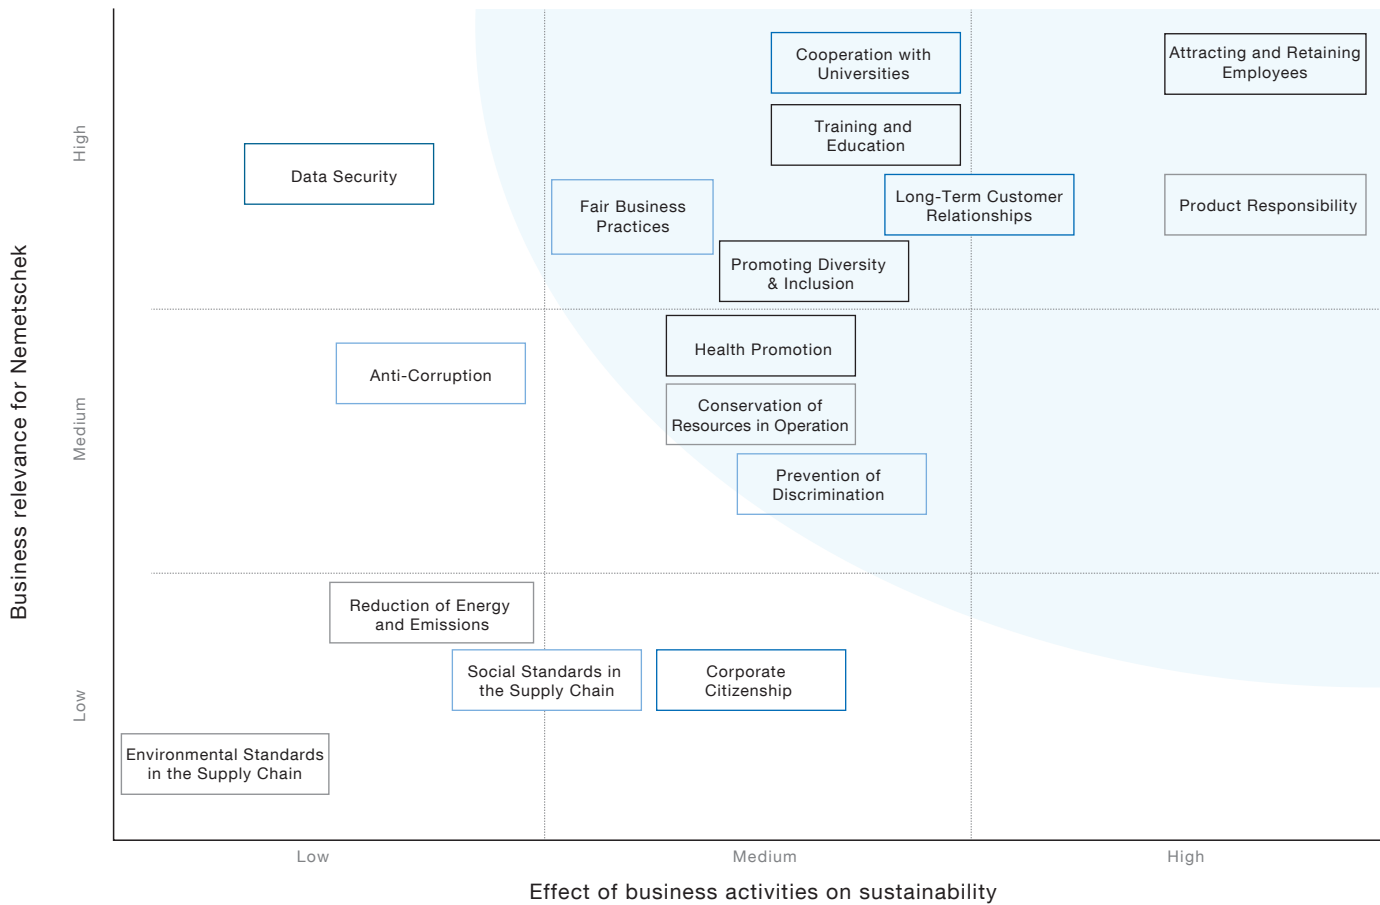 Business relevance for Nemetschek
High
Medium
Low
Cooperation with
Universities
Attracting and Retaining
Employees
Training and
Education
Data Security
Fair Business
Practices
Long-Term Customer
Relationships
Product Responsibility
Promoting Diversity
& Inclusion
Health Promotion
Anti-Corruption
Conservation of
Resources in Operation
Prevention of
Discrimination
Reduction of Energy
and Emissions
Social Standards in
the Supply Chain
Corporate
Citizenship
Environmental Standards
in the Supply Chain
Low
Medium
High
Effect of business activities on sustainability